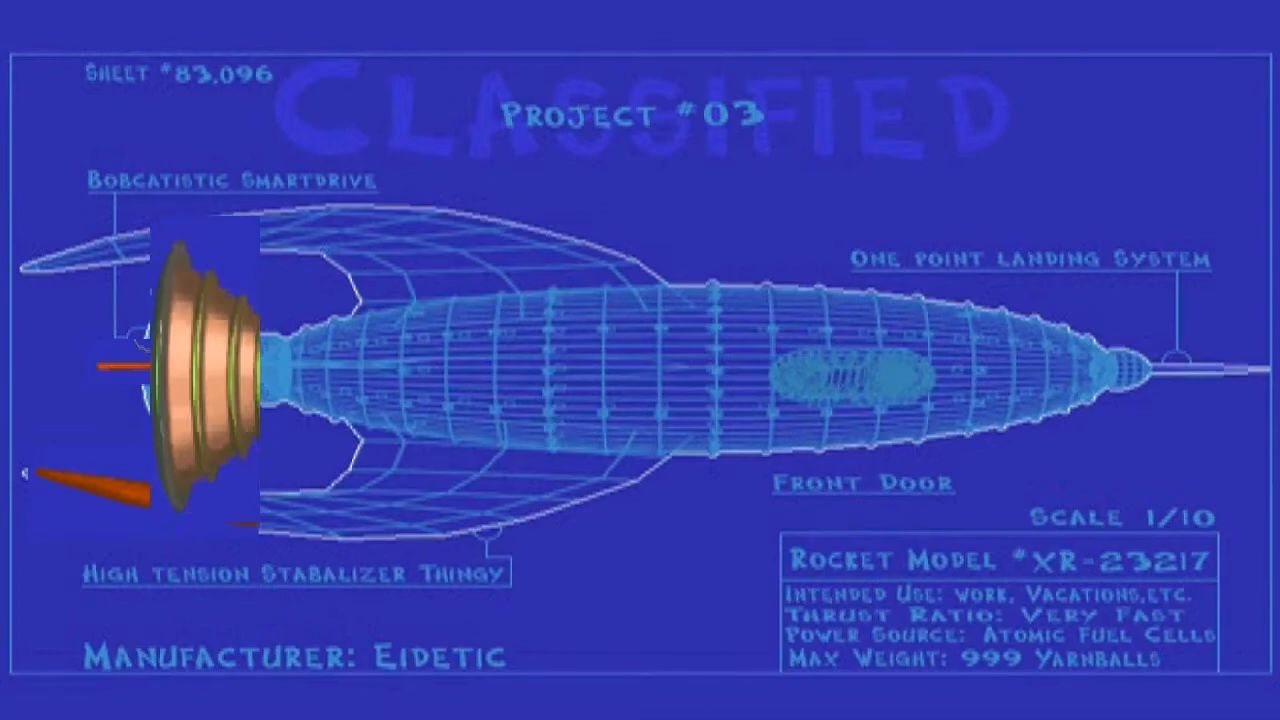 SHEET #83,096
CLASSIFIED
PROJECT #03
BOBCATISTIC SMARTDRIVE
ONE POINT LANDING SYSTEM
FRONT DOOR
SCALE 1/10
HIGH TENSION STABALIZER THINGY
ROCKET MODEL #XR-23217
INTENDED USE: WORK, VACATIONS,ETC.
THRUST RATIO: VERY FAST
POWER SOURCE: ATOMIC FUEL CELLS
MAX WEIGHT: 999 YARNBALLS
MANUFACTURER: EIDETIC